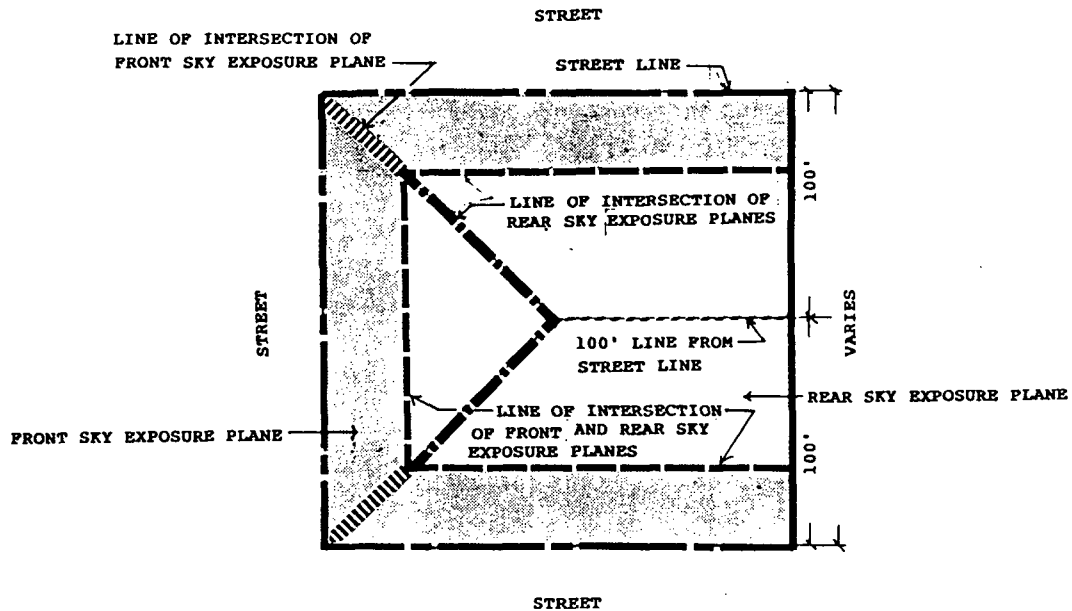 STREET
LINE OF INTERSECTION OF
FRONT SKY EXPOSURE PLANE
STREET LINE
100'
LINE OF INTERSECTION OF
REAR SKY EXPOSURE PLANES
STREET
VARIES
100' LINE FROM
STREET LINE
REAR SKY EXPOSURE PLANE
LINE OF INTERSECTION
OF FRONT AND REAR SKY
EXPOSURE PLANES
FRONT SKY EXPOSURE PLANE
100'
STREET